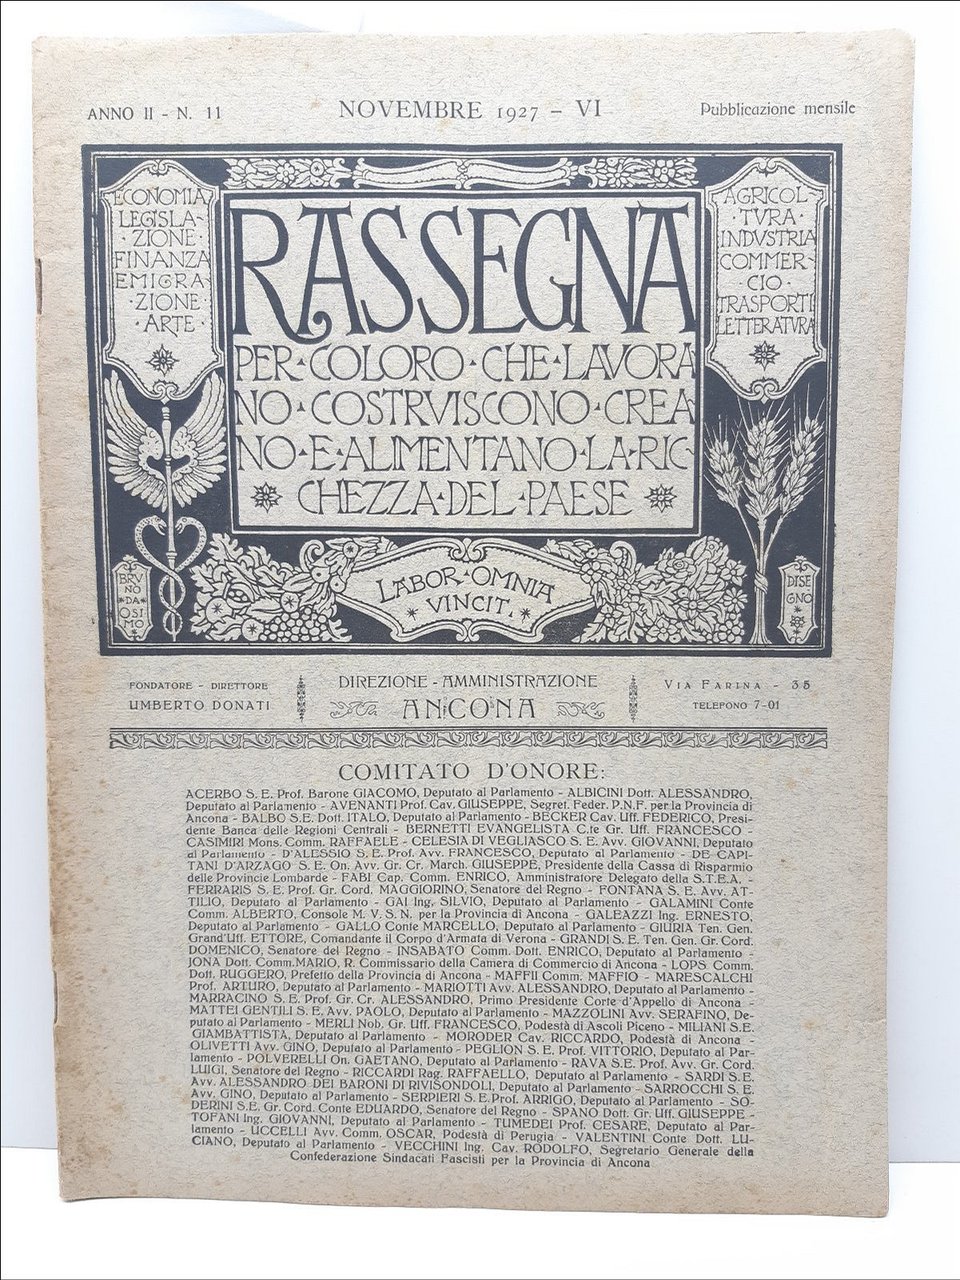 ANNO II - N. 11
NOVEMBRE 1927 - VI
Pubblicazione mensile
ECONOMIA
LEGISLA-
· ZIONE ·
FINANZA
EMIGRA-
· ZIONE ·
· ARTE ·
RASSEGNA
PER·COLORO·CHE·LAVORA
NO·COSTRVISCONO·CREA
NO·E·ALIMENTANO·LA·RIC-
CHEZZA·DEL·PAESE
AGRICOL-
· TVRA ·
INDVSTRIA
COMMER-
· CIO ·
TRASPORTI
LETTERATVRA
LABOR·OMNIA
VINCIT.
BRV
NO
DA
OSI
MO
DISE
GNO
FONDATORE - DIRETTORE
UMBERTO DONATI
DIREZIONE - AMMINISTRAZIONE
ANCONA
VIA FARINA - 35
TELEFONO 7-01
COMITATO D'ONORE:
ACERBO S. E. Prof. Barone GIACOMO, Deputato al Parlamento - ALBICINI Dott. ALESSANDRO,
Deputato al Parlamento - AVENANTI Prof. Cav. GIUSEPPE, Segret. Feder. P.N.F. per la Provincia di
Ancona - BALBO S.E. Dott. ITALO, Deputato al Parlamento - BECKER Cav. Uff. FEDERICO, Presi-
dente Banca delle Regioni Centrali - BERNETTI EVANGELISTA C.te Gr. Uff. FRANCESCO -
CASIMIRI Mons. Comm. RAFFAELE - CELESIA DI VEGLIASCO S. E. Avv. GIOVANNI, Deputato
al Parlamento - D'ALESSIO S. E. Prof. Avv. FRANCESCO, Deputato al Parlamento - DE CAPI-
TANI D'ARZAGO S. E. On. Avv. Gr. Cr. March. GIUSEPPE, Presidente della Cassa di Risparmio
delle Provincie Lombarde - FABI Cap. Comm. ENRICO, Amministratore Delegato della S.T.E.A. -
FERRARIS S. E. Prof. Gr. Cord. MAGGIORINO, Senatore del Regno - FONTANA S. E. Avv. AT-
TILIO, Deputato al Parlamento - GAI Ing. SILVIO, Deputato al Parlamento - GALAMINI Conte
Comm. ALBERTO, Console M. V. S. N. per la Provincia di Ancona - GALEAZZI Ing. ERNESTO,
Deputato al Parlamento - GALLO Conte MARCELLO, Deputato al Parlamento - GIURIA Ten. Gen.
Grand'Uff. ETTORE, Comandante il Corpo d'Armata di Verona - GRANDI S. E. Ten. Gen. Gr. Cord.
DOMENICO, Senatore del Regno - INSABATO Comm. Dott. ENRICO, Deputato al Parlamento -
JONA Dott. Comm. MARIO, R. Commissario della Camera di Commercio di Ancona - LOPS Comm.
Dott. RUGGERO, Prefetto della Provincia di Ancona - MAFFII Comm. MAFFIO - MARESCALCHI
Prof. ARTURO, Deputato al Parlamento - MARIOTTI Avv. ALESSANDRO, Deputato al Parlamento -
MARRACINO S. E. Prof. Gr. Cr. ALESSANDRO, Primo Presidente Corte d'Appello di Ancona -
MATTEI GENTILI S. E. Avv. PAOLO, Deputato al Parlamento - MAZZOLINI Avv. SERAFINO, De-
putato al Parlamento - MERLI Nob. Gr. Uff. FRANCESCO, Podestà di Ascoli Piceno - MILIANI S.E.
GIAMBATTISTA, Deputato al Parlamento - MORODER Cav. RICCARDO, Podestà di Ancona -
OLIVETTI Avv. GINO, Deputato al Parlamento - PEGLION S. E. Prof. VITTORIO, Deputato al Par-
lamento - POLVERELLI On. GAETANO, Deputato al Parlamento - RAVA S.E. Prof. Avv. Gr. Cord.
LUIGI, Senatore del Regno - RICCARDI Rag. RAFFAELLO, Deputato al Parlamento - SARDI S. E.
Avv. ALESSANDRO DEI BARONI DI RIVISONDOLI, Deputato al Parlamento - SARROCCHI S. E.
Avv. GINO, Deputato al Parlamento - SERPIERI S. E. Prof. ARRIGO, Deputato al Parlamento - SO-
DERINI S.E. Gr. Cord. Conte EDUARDO, Senatore del Regno - SPANO Dott. Gr. Uff. GIUSEPPE -
TOFANI Ing. GIOVANNI, Deputato al Parlamento - TUMEDEI Prof. CESARE, Deputato al Par-
lamento - UCCELLI Avv. Comm. OSCAR, Podestà di Perugia - VALENTINI Conte Dott. LU-
CIANO, Deputato al Parlamento - VECCHINI Ing. Cav. RODOLFO, Segretario Generale della
Confederazione Sindacati Fascisti per la Provincia di Ancona